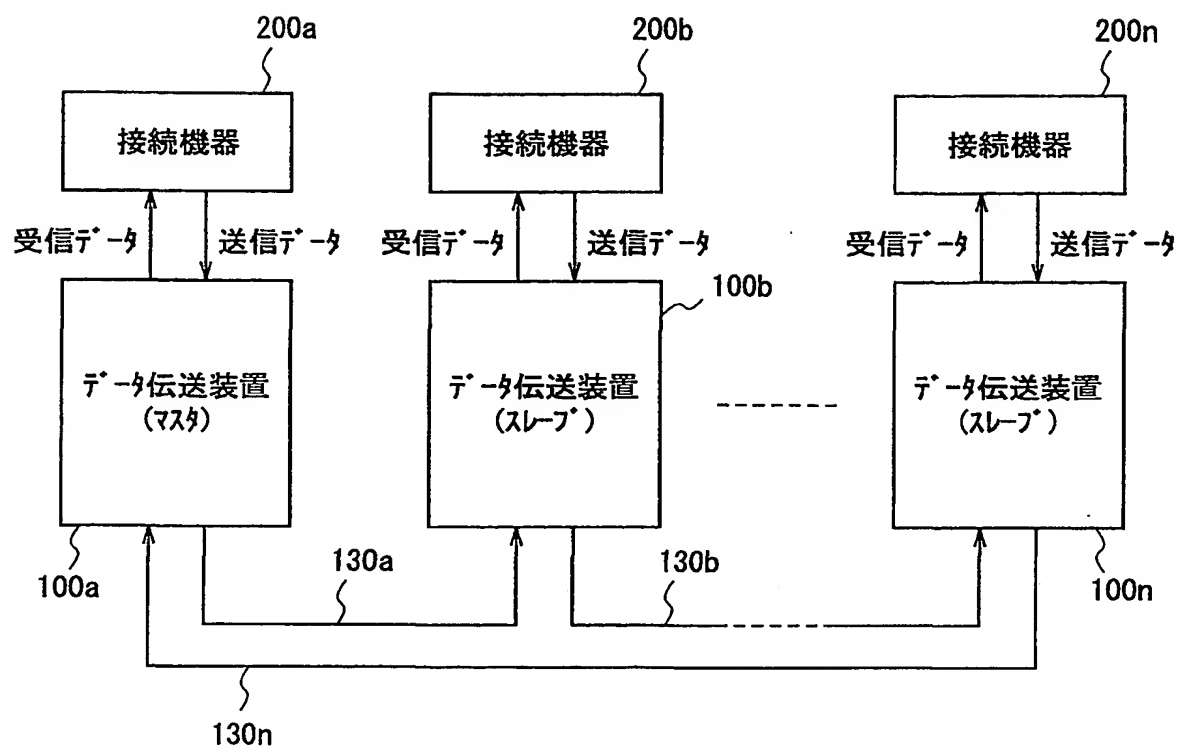 200a
200b
200n
接続機器
接続機器
接続機器
受信データ
送信データ
受信データ
送信データ
受信データ
送信データ
100b
データ伝送装置
(マスタ)
データ伝送装置
(スレーブ)
データ伝送装置
(スレーブ)
100a
130a
130b
100n
130n